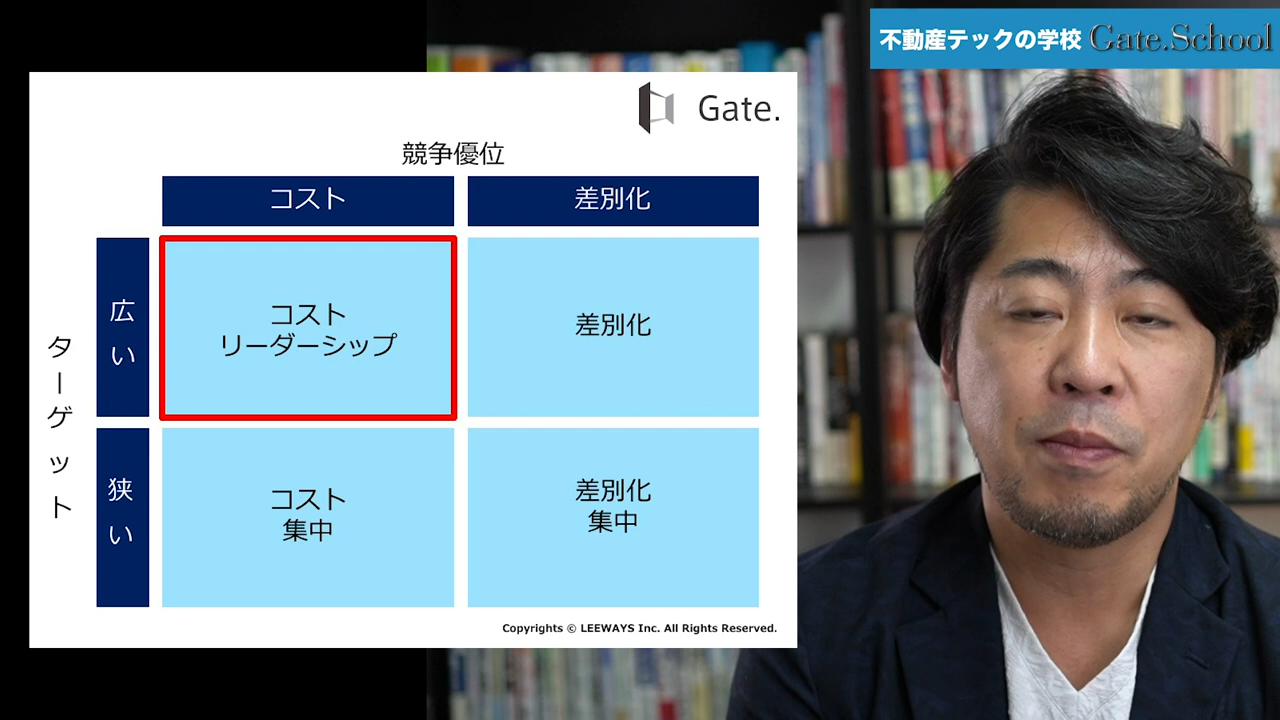 不動産テックの学校 Gate.School
Gate.
競争優位
コスト
差別化
ターゲット
広い
コスト
リーダーシップ
差別化
狭い
コスト
集中
差別化
集中
Copyrights © LEEWAYS Inc. All Rights Reserved.